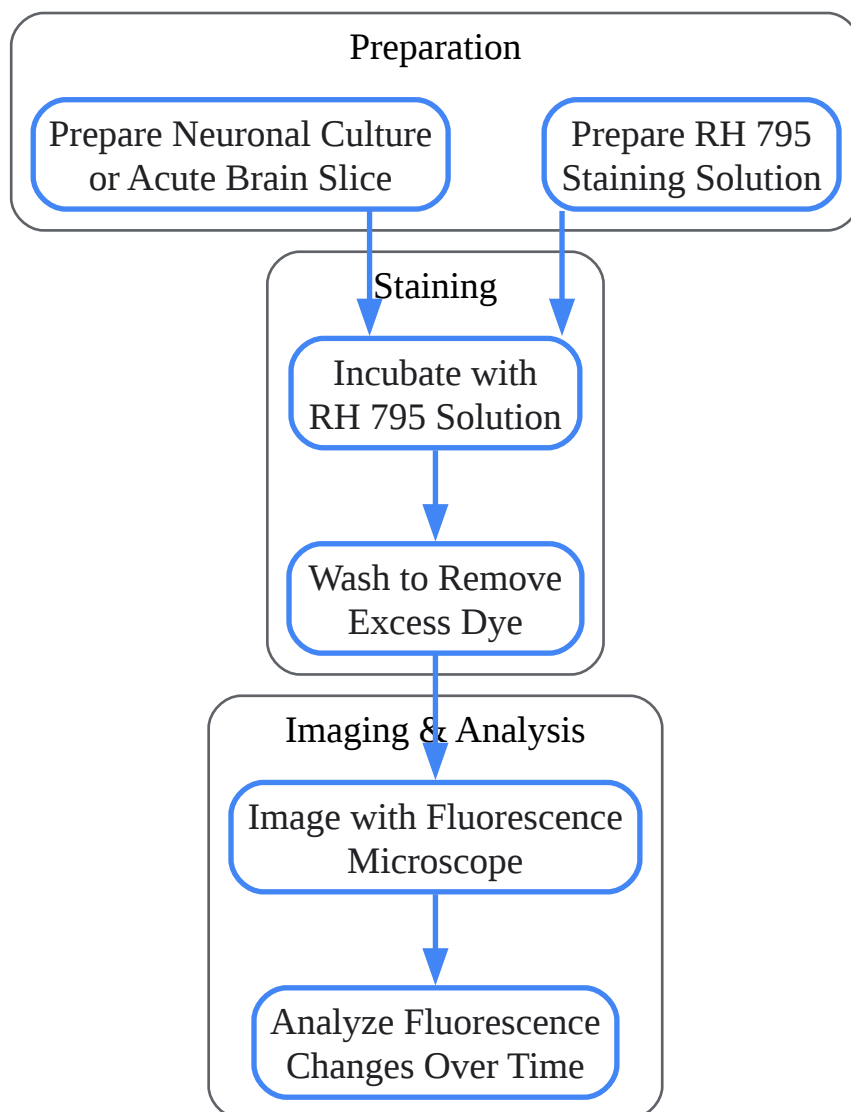 Preparation
Prepare Neuronal Culture
or Acute Brain Slice
Prepare RH 795
Staining Solution
Staining
Incubate with
RH 795 Solution
Wash to Remove
Excess Dye
Imaging & Analysis
Image with Fluorescence
Microscope
Analyze Fluorescence
Changes Over Time